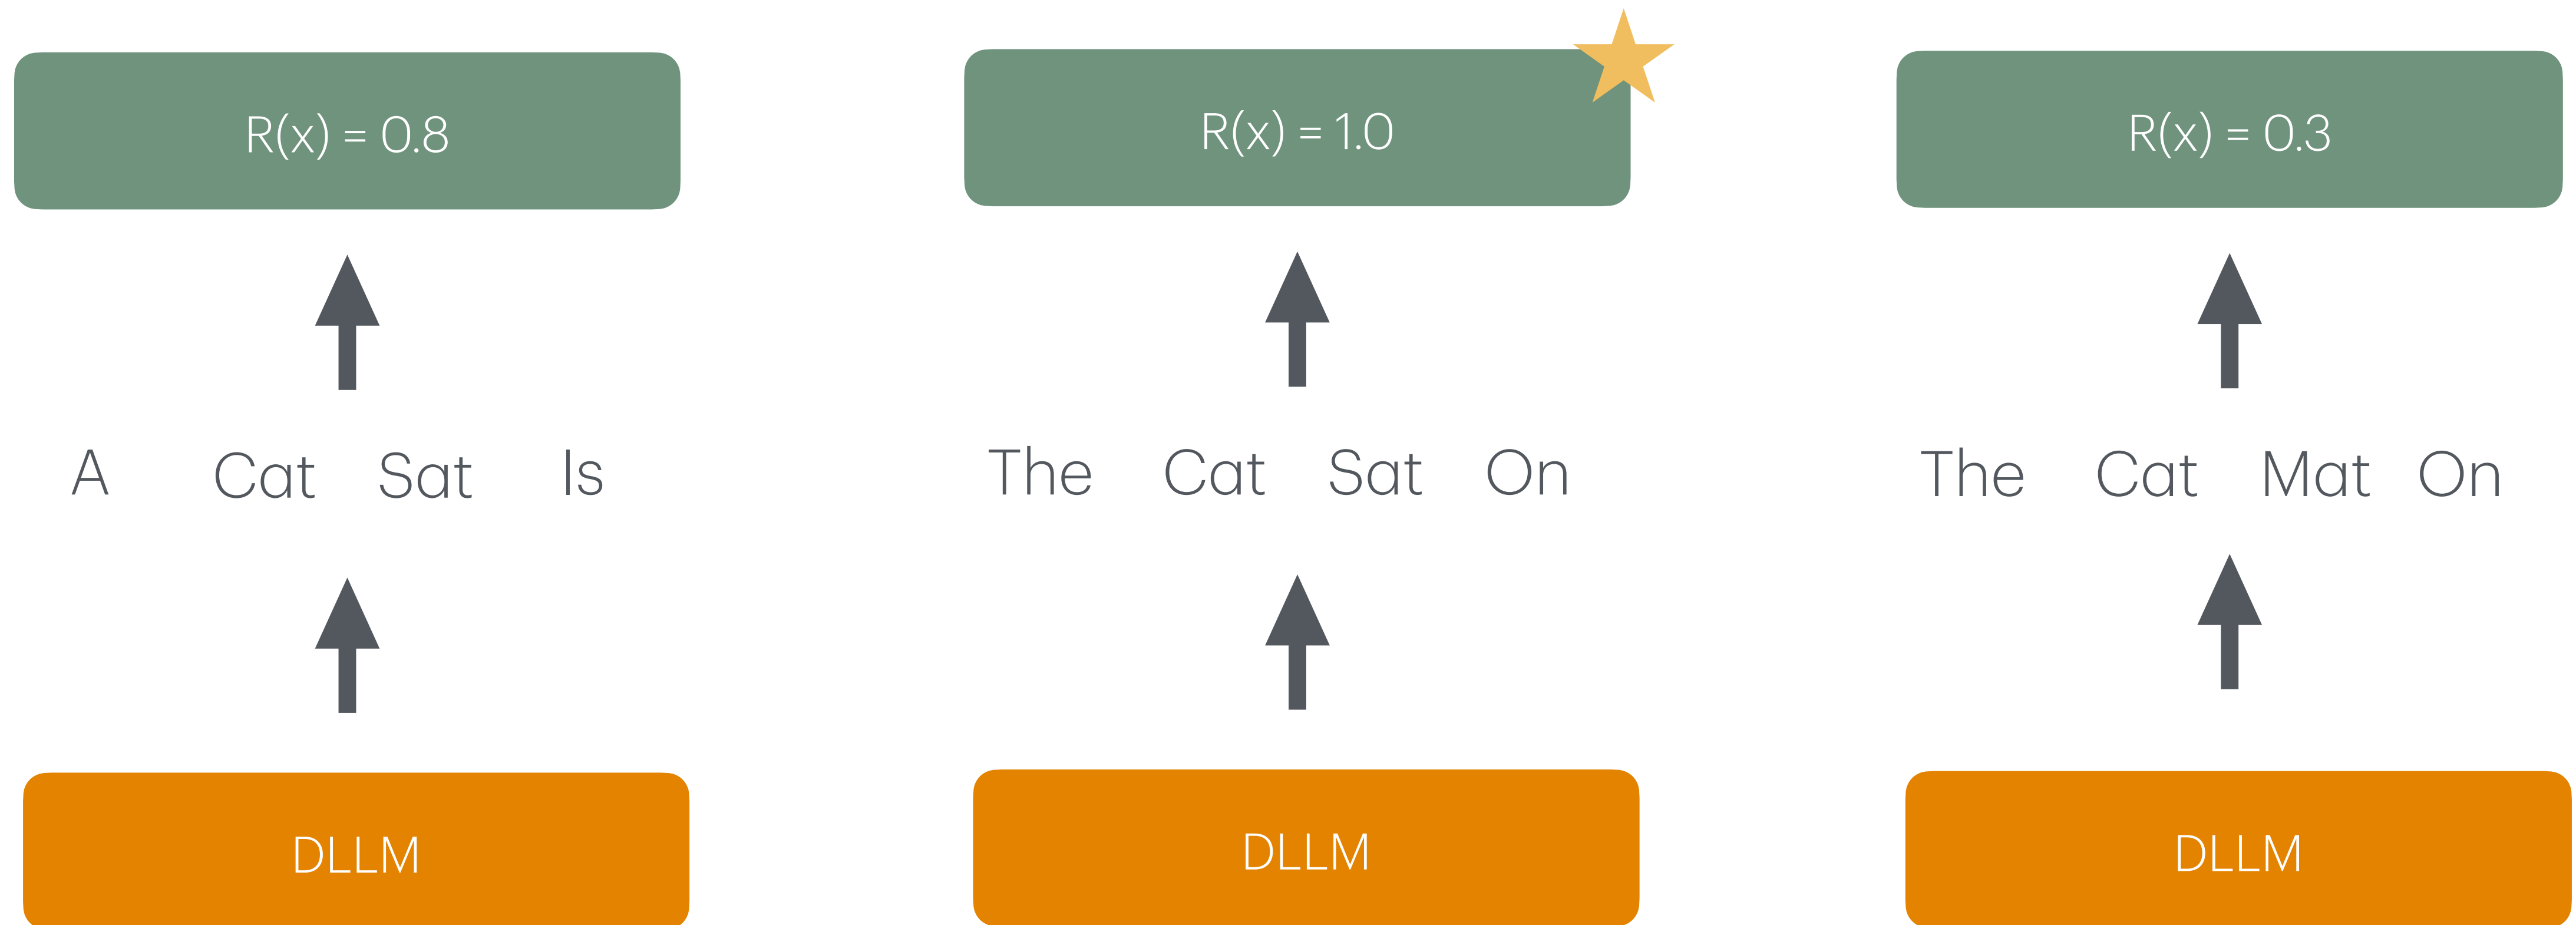 R(x) = 0.8
R(x) = 1.0
R(x) = 0.3
A Cat Sat Is
The Cat Sat On
The Cat Mat On
DLLM
DLLM
DLLM